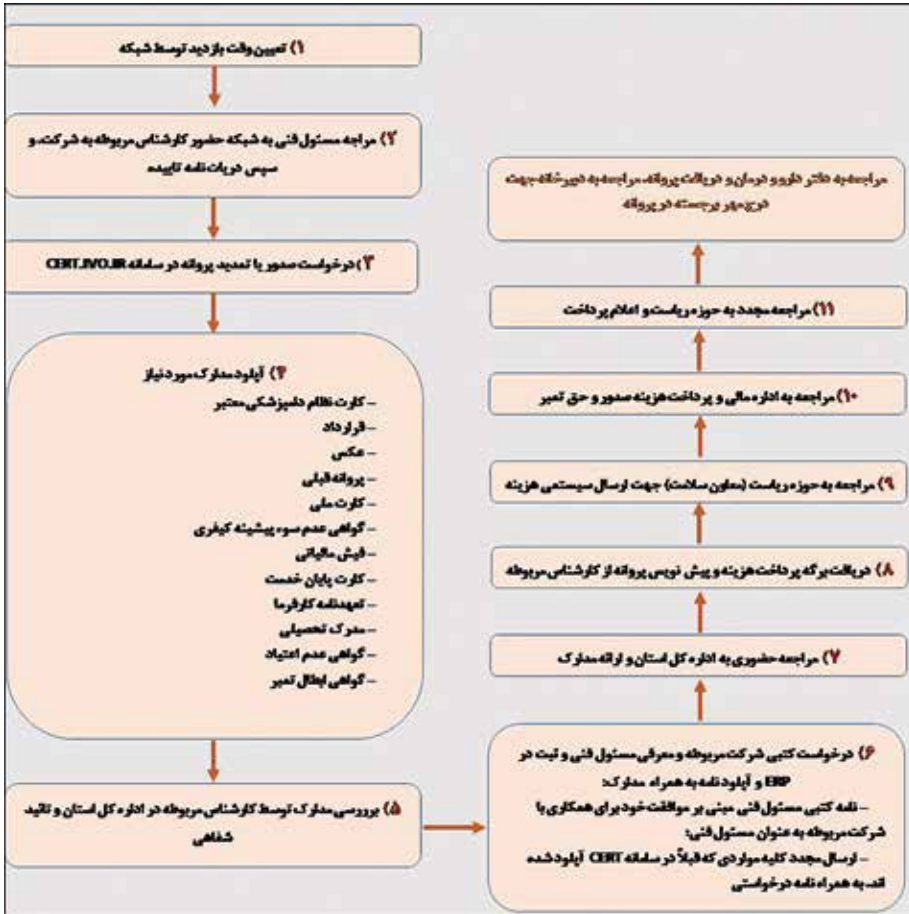 ۱) تعیین وقت بازدید توسط شبکه
۲) مراجه مسئول فنی به شبکه حضور کارشناس مربوطه به شرکت، و
سپس دریات نامه تاییده
۳) درخواست صدور یا تمدید پروانه در سامانه CERT.IVO.IR
۴) آپلود مدارک مورد نیاز
– کارت نظام دامپزشکی معتبر
– قرارداد
– عکس
– پروانه قبلی
– کارت ملی
– گواهی عدم سوء پیشینه کیفری
– فیش مالیاتی
– کارت پایان خدمت
– تعهدنامه کارفرما
– مدرک تحصیلی
– گواهی عدم اعتیاد
– گواهی ابطال تمبر
۵) بررسی مدارک توسط کارشناس مربوطه در اداره کل استان و تائید
شفاهی
۶) درخواست کتبی شرکت مربوطه و معرفی مسئول فنی و ثبت در
ERP و آپلود نامه به همراه مدارک:
– نامه کتبی مسئول فنی مبنی بر موافقت خود برای همکاری با
شرکت مربوطه به عنوان مسئول فنی؛
– ارسال مجدد کلیه مواردی که قبلاً در سامانه CERT آپلود شده
اند، به همراه نامه درخواستی
۷) مراجعه حضوری به اداره کل استان و ارائه مدارک
۸) دریافت برگه پرداخت هزینه و پیش نویس پروانه از کارشناس مربوطه
۹) مراجعه به حوزه ریاست (معاون سلامت) جهت ارسال سیستمی هزینه
۱۰) مراجعه به اداره مالی و پرداخت هزینه صدور و حق تمبر
۱۱) مراجعه مجدد به حوزه ریاست و اعلام پرداخت
مراجعه به دفتر دارو و درمان و دریافت پروانه، مراجعه به دبیرخانه جهت
درج مهر برجسته در پروانه